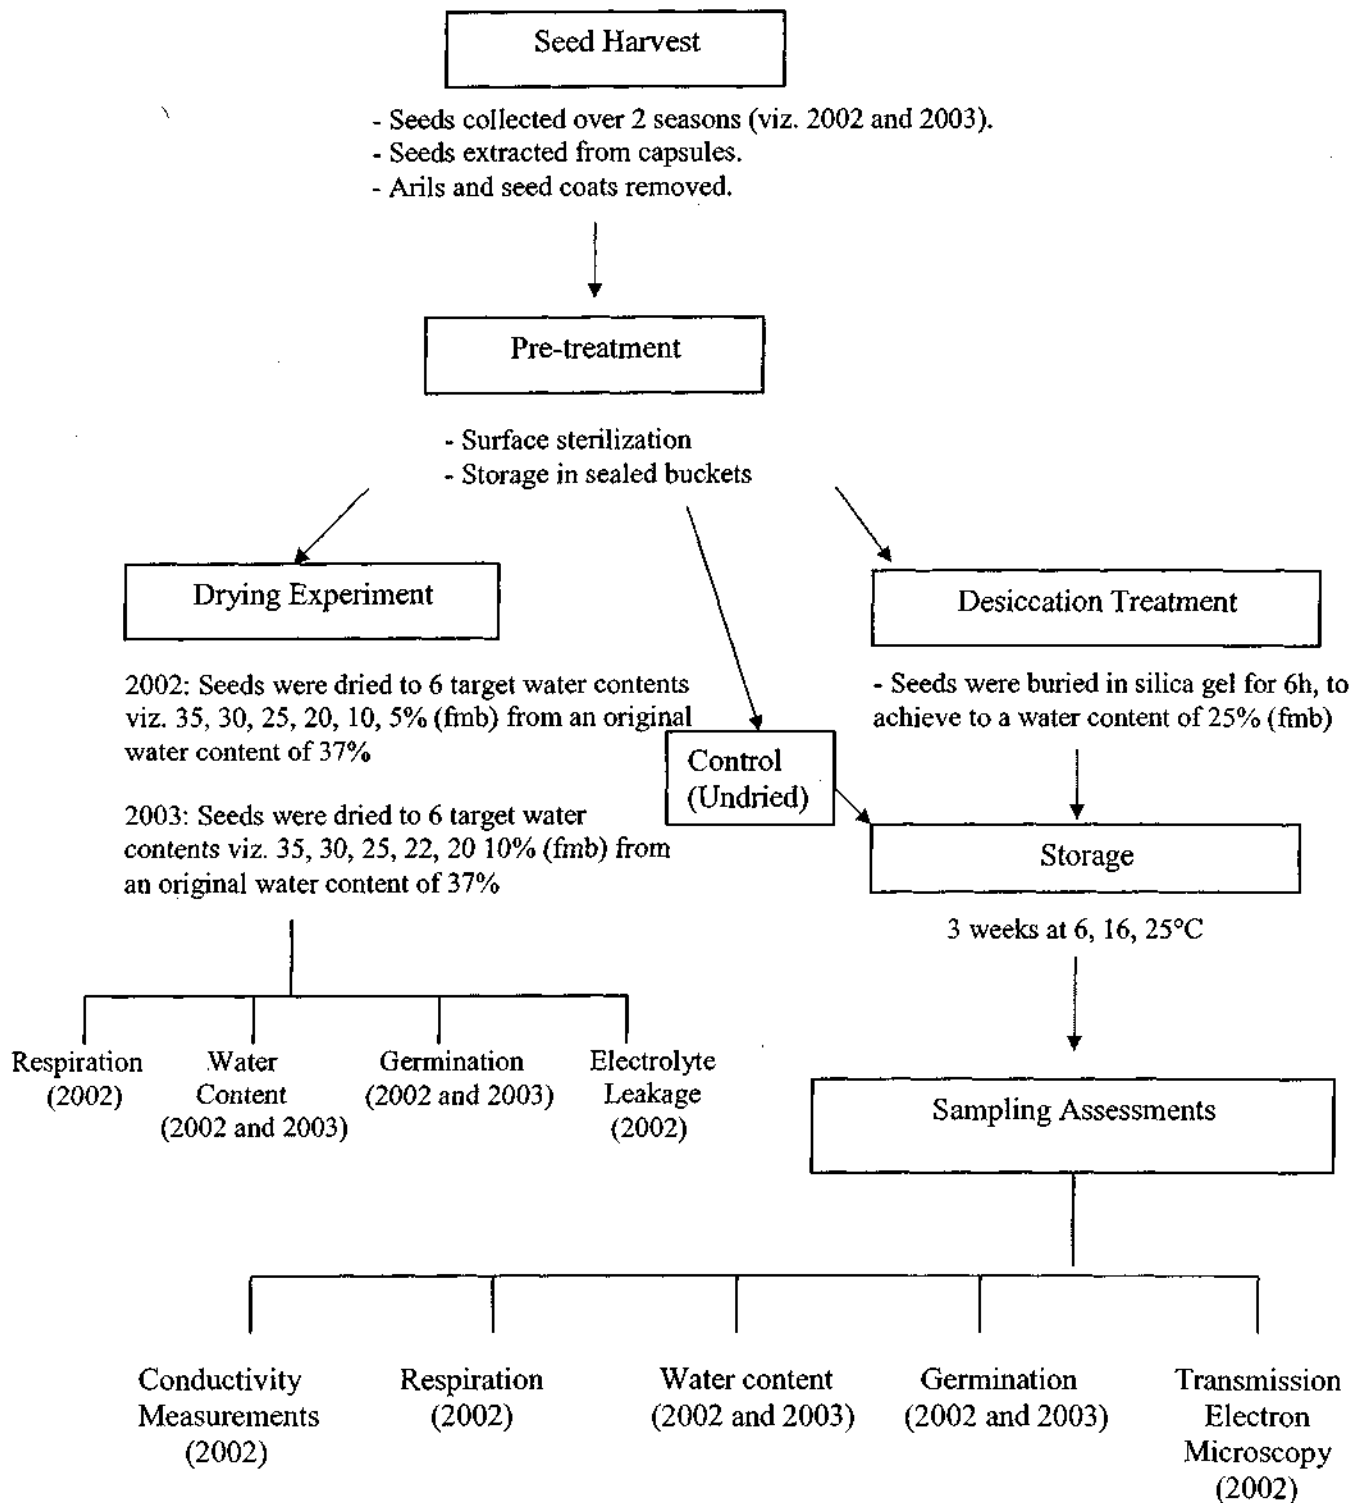 Seed Harvest
- Seeds collected over 2 seasons (viz. 2002 and 2003).
- Seeds extracted from capsules.
- Arils and seed coats removed.
Pre-treatment
- Surface sterilization
- Storage in sealed buckets
Drying Experiment
2002: Seeds were dried to 6 target water contents
viz. 35, 30, 25, 20, 10, 5% (fmb) from an original
water content of 37%
2003: Seeds were dried to 6 target water
contents viz. 35, 30, 25, 22, 20 10% (fmb) from
an original water content of 37%
Control
(Undried)
Desiccation Treatment
- Seeds were buried in silica gel for 6h, to
achieve to a water content of 25% (fmb)
Storage
3 weeks at 6, 16, 25°C
Respiration
(2002)
Water
Content
(2002 and 2003)
Germination
(2002 and 2003)
Electrolyte
Leakage
(2002)
Sampling Assessments
Conductivity
Measurements
(2002)
Respiration
(2002)
Water content
(2002 and 2003)
Germination
(2002 and 2003)
Transmission
Electron
Microscopy
(2002)